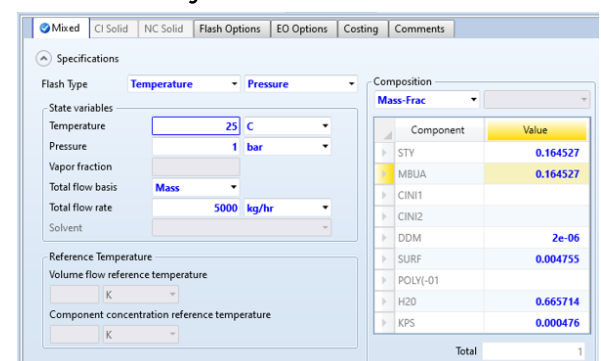 Mixed CI Solid NC Solid Flash Options EO Options Costing Comments
Specifications
Flash Type Temperature Pressure
State variables
Temperature 25 C
Pressure 1 bar
Vapor fraction
Total flow basis Mass
Total flow rate 5000 kg/hr
Solvent
Reference Temperature
Volume flow reference temperature
K
Component concentration reference temperature
K
Composition
Mass-Frac
Component Value
STY 0.164527
MBUA 0.164527
CINI1
CINI2
DDM 2e-06
SURF 0.004755
POLY(-01
H20 0.665714
KPS 0.000476
Total 1